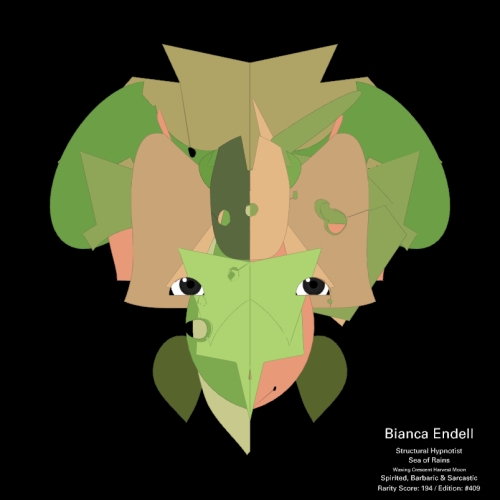 Bianca Endell
Structural Hypnotist
Sea of Rains
Waxing Crescent Harvest Moon
Spirited, Barbaric & Sarcastic
Rarity Score: 194 / Edition: #409